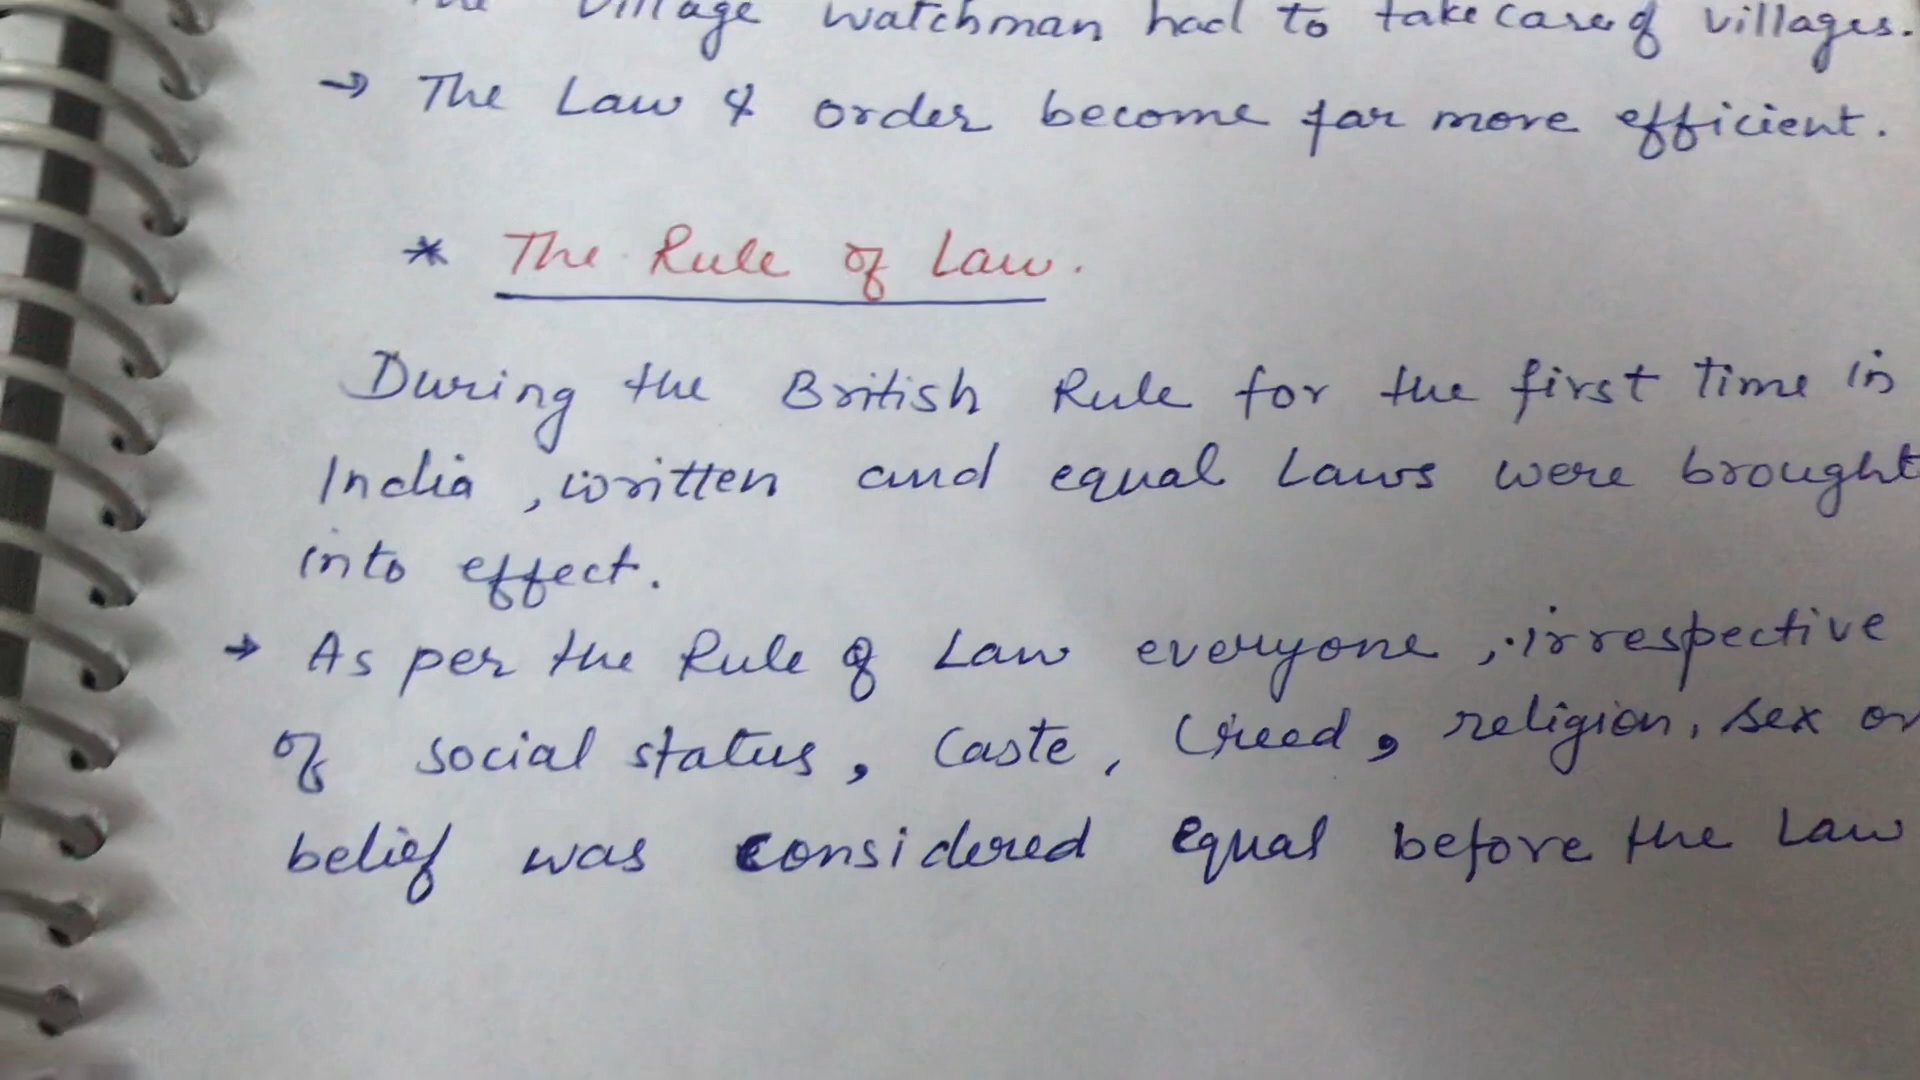 The village watchman had to take care of villages.
→ The Law & order become far more efficient.
* The Rule of Law.
During the British Rule for the first time in
India, written and equal Laws were brought
into effect.
→ As per the Rule of Law everyone, irrespective
of social status, Caste, Creed, religion, sex or
belief was considered equal before the Law